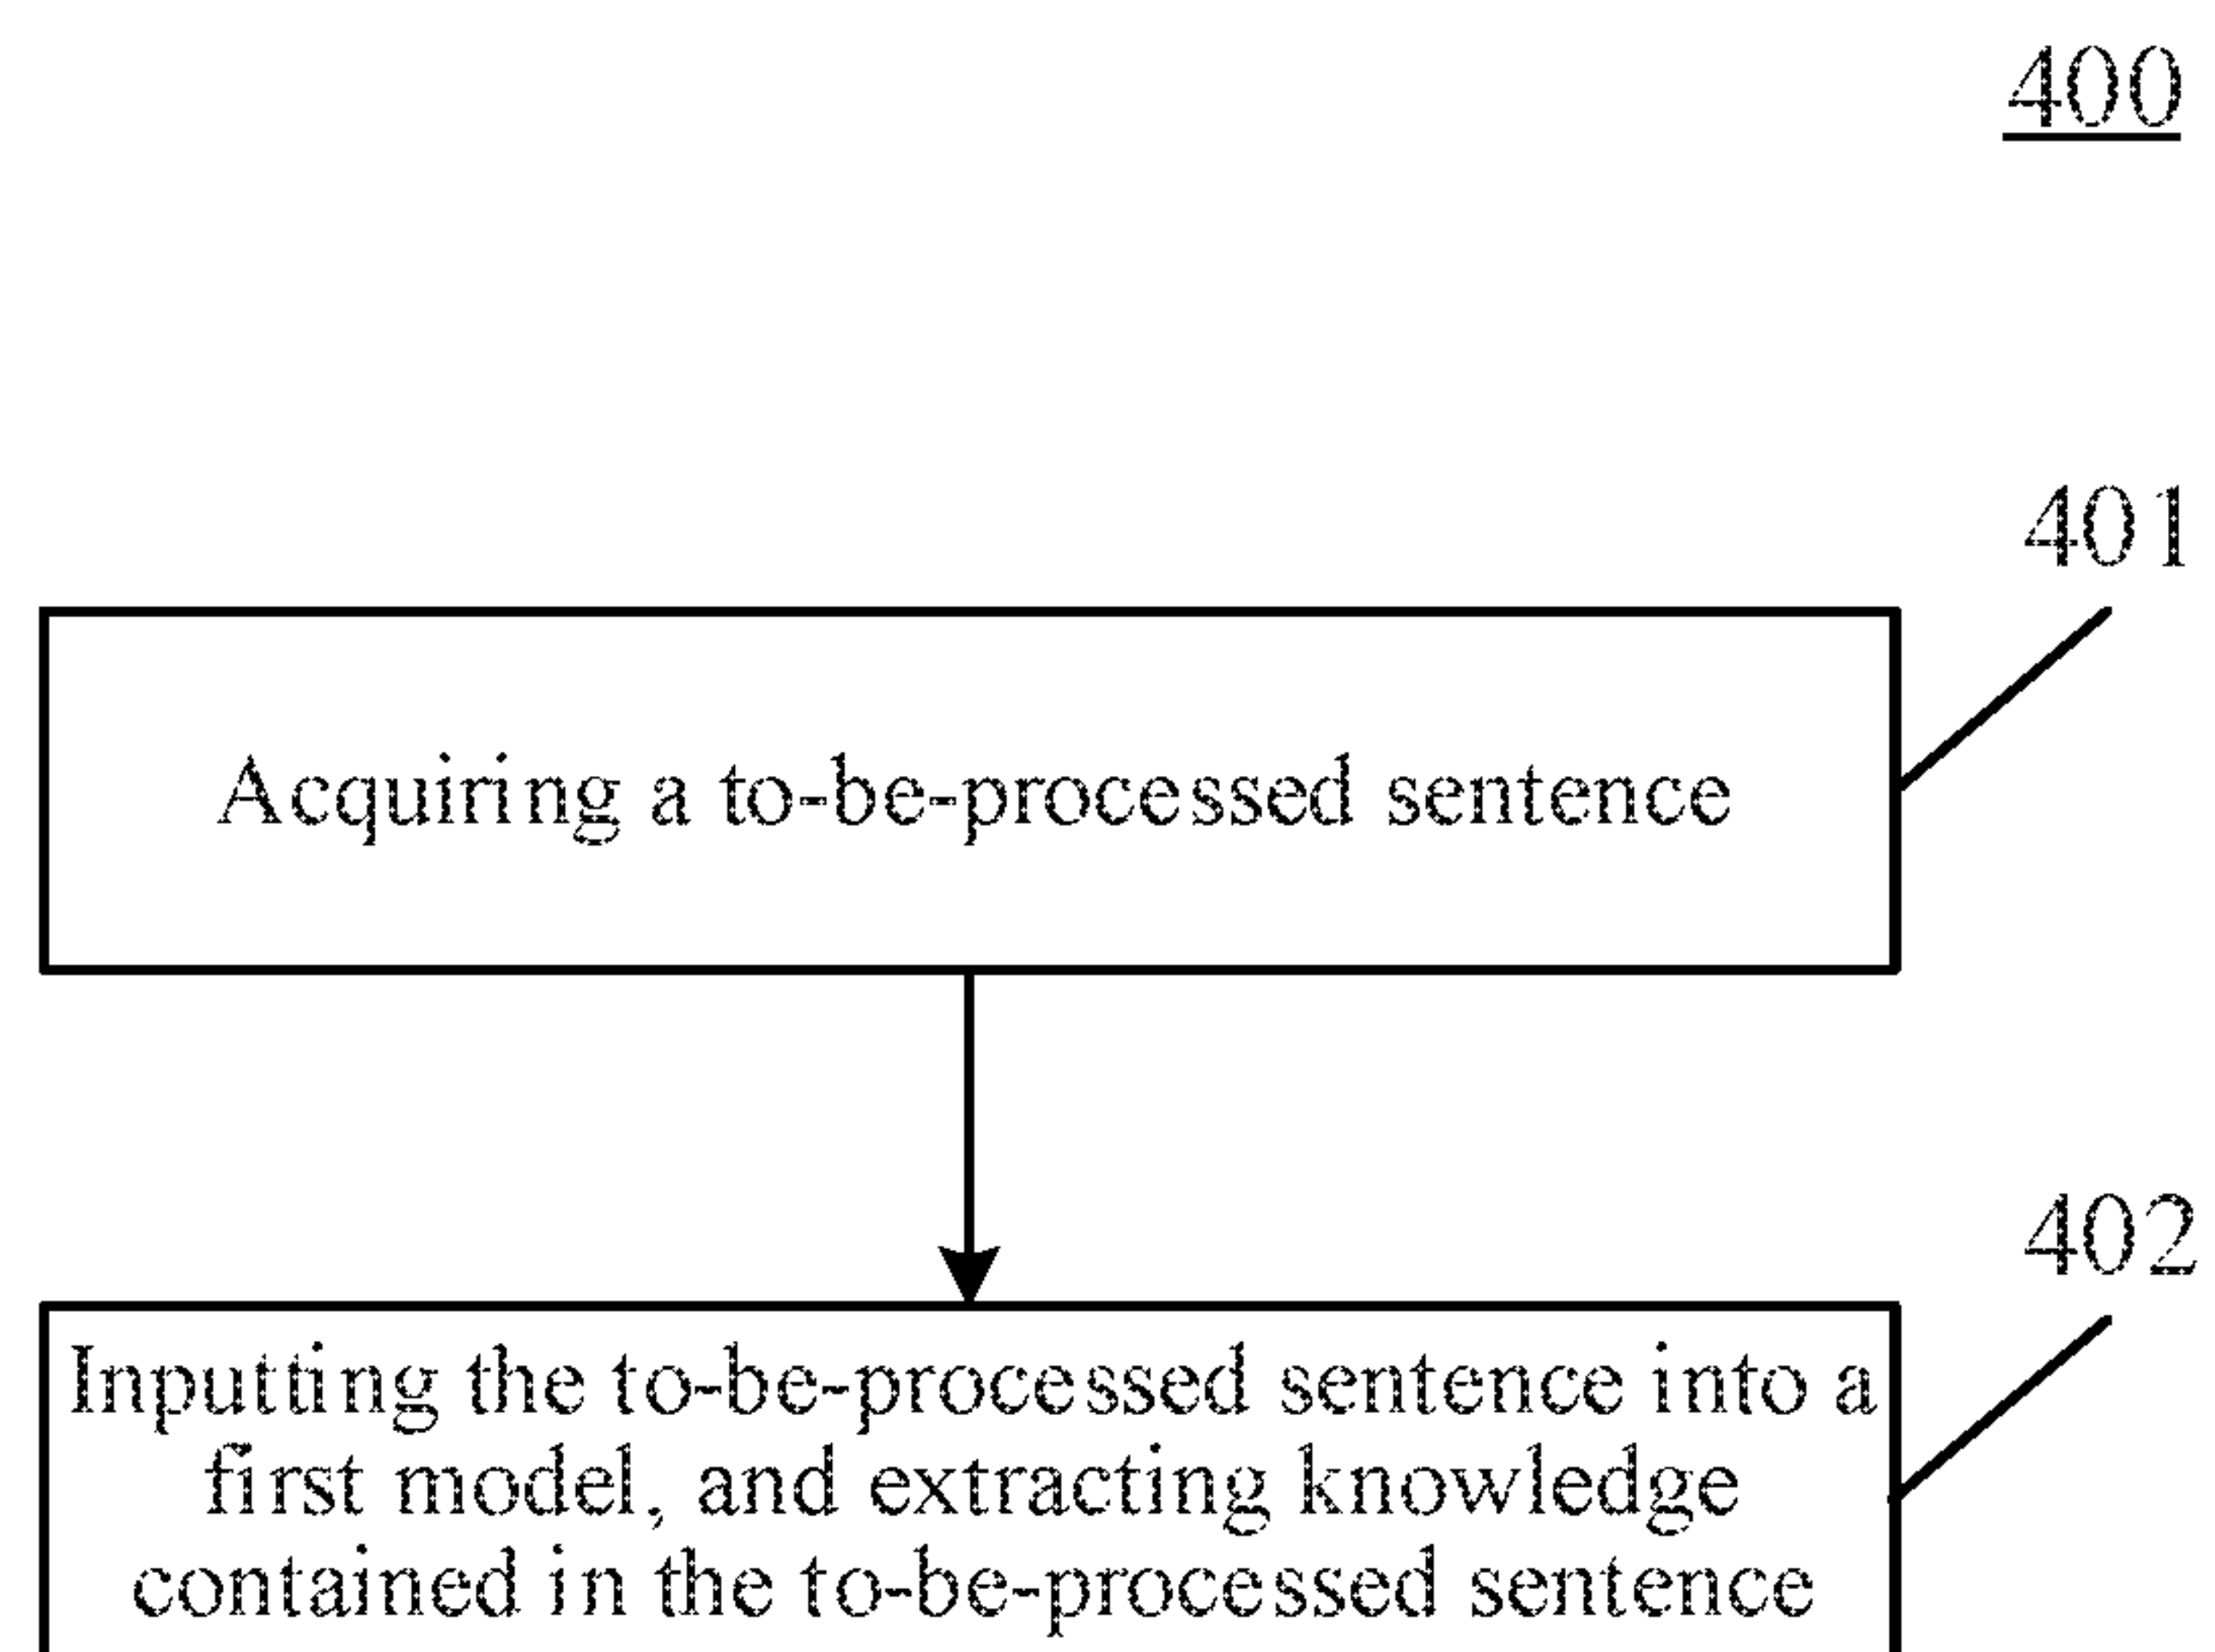 400
401
Acquiring a to-be-processed sentence
402
Inputting the to-be-processed sentence into a
first model, and extracting knowledge
contained in the to-be-processed sentence